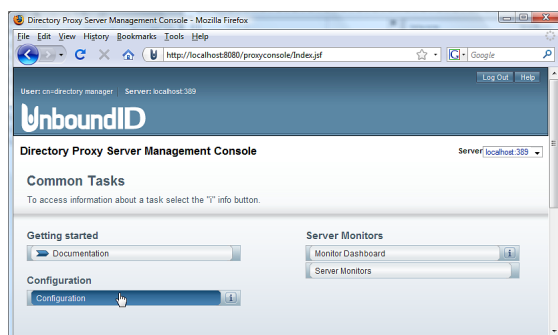 Directory Proxy Server Management Console - Mozilla Firefox
File Edit View History Bookmarks Tools Help
http://localhost:8080/proxyconsole/Index.jsf
Google
Log Out Help
User: cn=directory manager Server: localhost:389
UnboundID
Directory Proxy Server Management Console
Server localhost:389
Common Tasks
To access information about a task select the "i" info button.
Getting started
Server Monitors
Documentation
Monitor Dashboard
i
Server Monitors
Configuration
Configuration
i